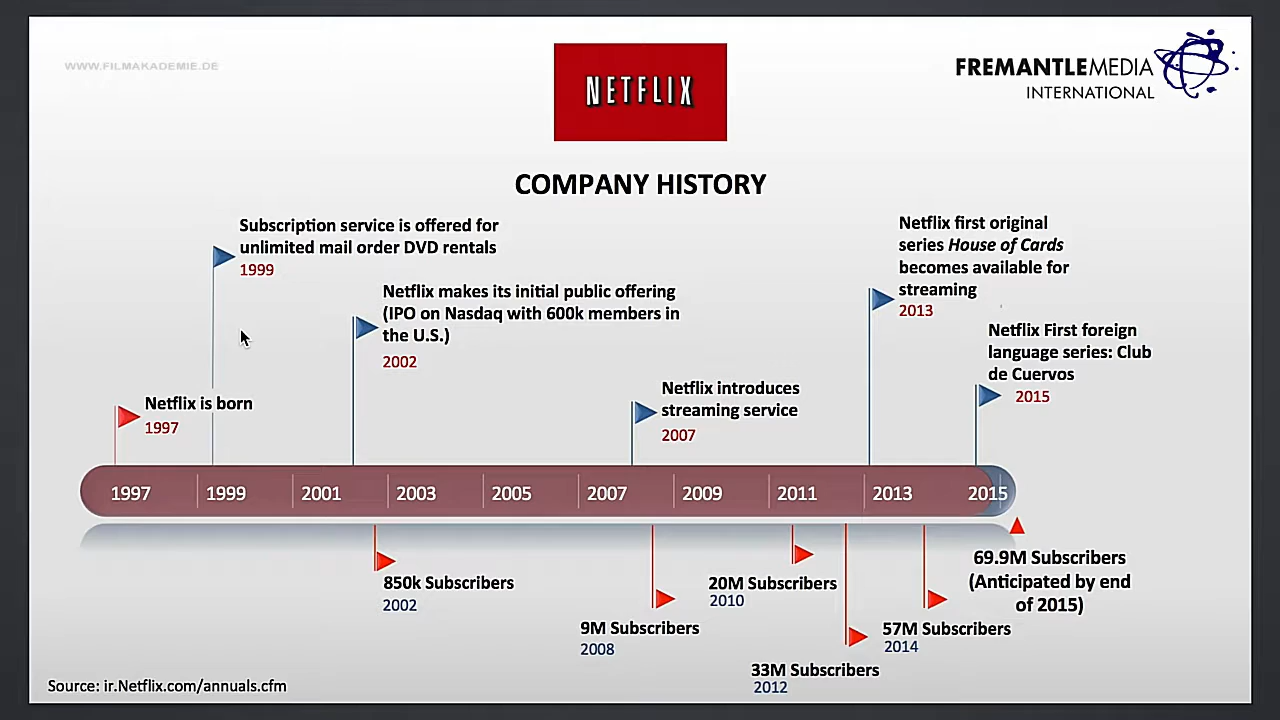 WWW.FILMAKADEMIE.DE
NETFLIX
FREMANTLEMEDIA
INTERNATIONAL
COMPANY HISTORY
Subscription service is offered for
unlimited mail order DVD rentals
1999
Netflix first original
series House of Cards
becomes available for
streaming
2013
Netflix makes its initial public offering
(IPO on Nasdaq with 600k members in
the U.S.)
2002
Netflix First foreign
language series: Club
de Cuervos
2015
Netflix introduces
streaming service
2007
Netflix is born
1997
1997 1999 2001 2003 2005 2007 2009 2011 2013 2015
850k Subscribers
2002
9M Subscribers
2008
20M Subscribers
2010
33M Subscribers
2012
57M Subscribers
2014
69.9M Subscribers
(Anticipated by end
of 2015)
Source: ir.Netflix.com/annuals.cfm